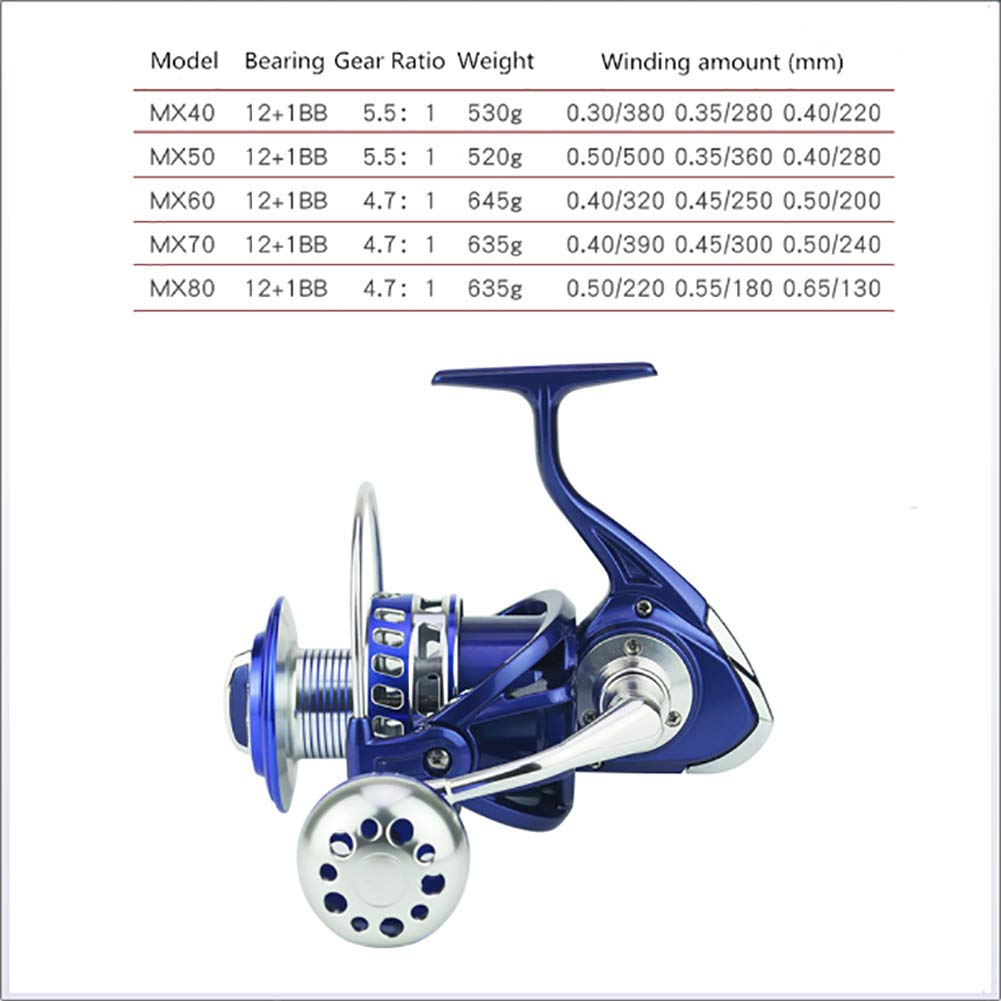 Model Bearing Gear Ratio Weight Winding amount (mm)
MX40 12+1BB 5.5: 1 530g 0.30/380 0.35/280 0.40/220
MX50 12+1BB 5.5: 1 520g 0.50/500 0.35/360 0.40/280
MX60 12+1BB 4.7: 1 645g 0.40/320 0.45/250 0.50/200
MX70 12+1BB 4.7: 1 635g 0.40/390 0.45/300 0.50/240
MX80 12+1BB 4.7: 1 635g 0.50/220 0.55/180 0.65/130